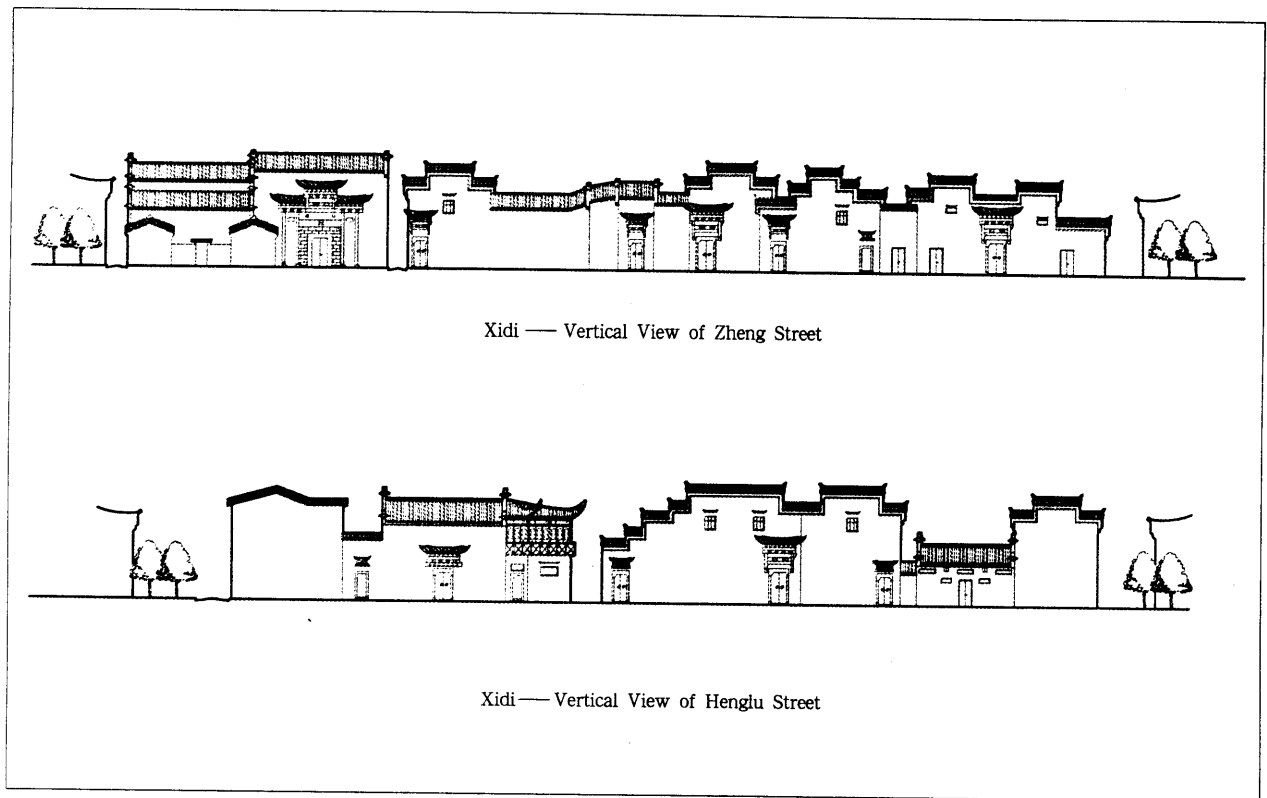 Xidi — Vertical View of Zheng Street
Xidi — Vertical View of Henglu Street